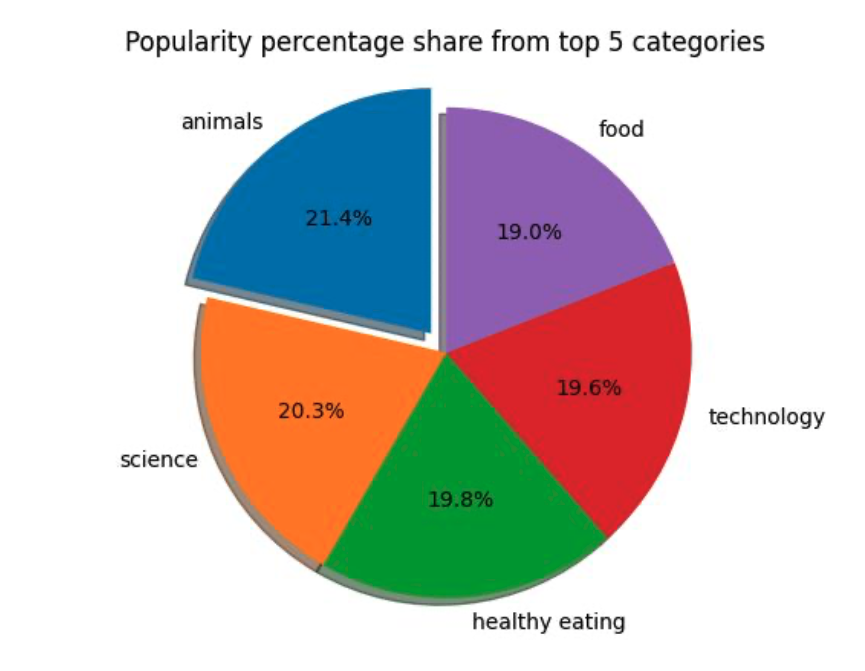 Popularity percentage share from top 5 categories
animals
food
21.4%
19.0%
19.6%
technology
20.3%
science
19.8%
healthy eating